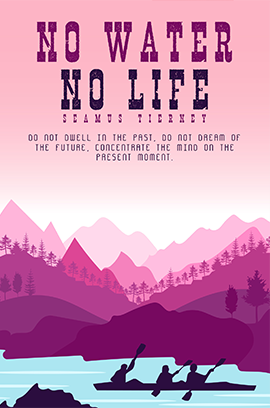 NO WATER
NO LIFE
SEAMUS TIERNEY
DO NOT DWELL IN THE PAST, DO NOT DREAM OF
THE FUTURE, CONCENTRATE THE MIND ON THE
PRESENT MOMENT.